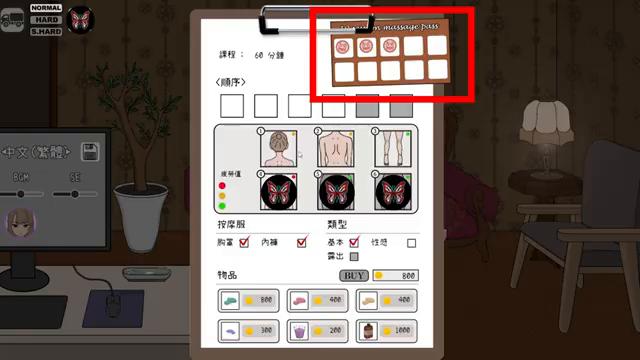 NORMAL
HARD
S.HARD
massage pass
課程： 60 分鐘
〈順序〉
1 2 3
疲勞值
4 5 6
◁中文(繁體)▷
BGM SE
按摩服 類型
胸罩 內褲 基本 性感
露出
物品 BUY 800
800 400 400
300 200 1000